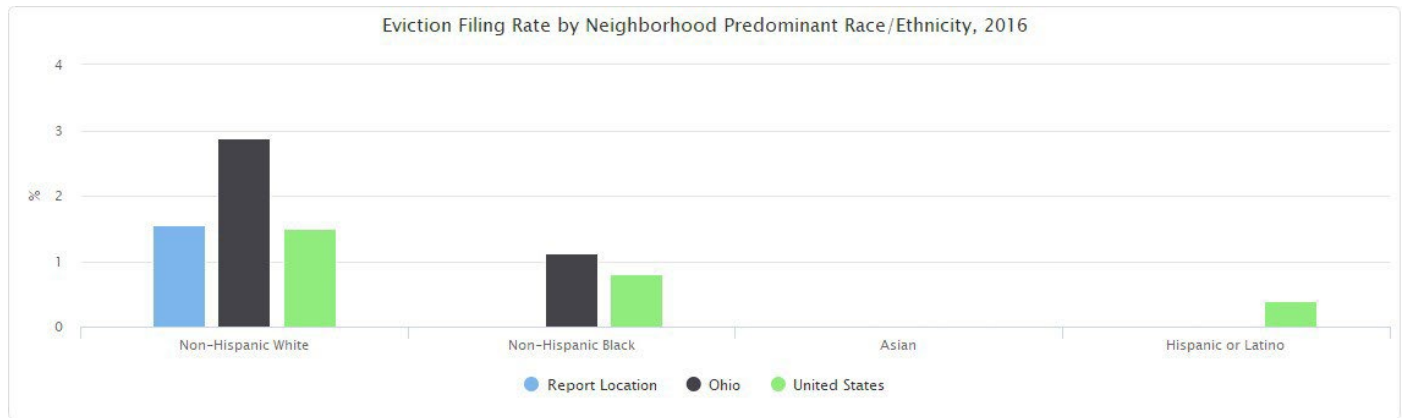 Eviction Filing Rate by Neighborhood Predominant Race/Ethnicity, 2016
4
3
%
2
1
0
Non-Hispanic White Non-Hispanic Black Asian Hispanic or Latino
Report Location Ohio United States